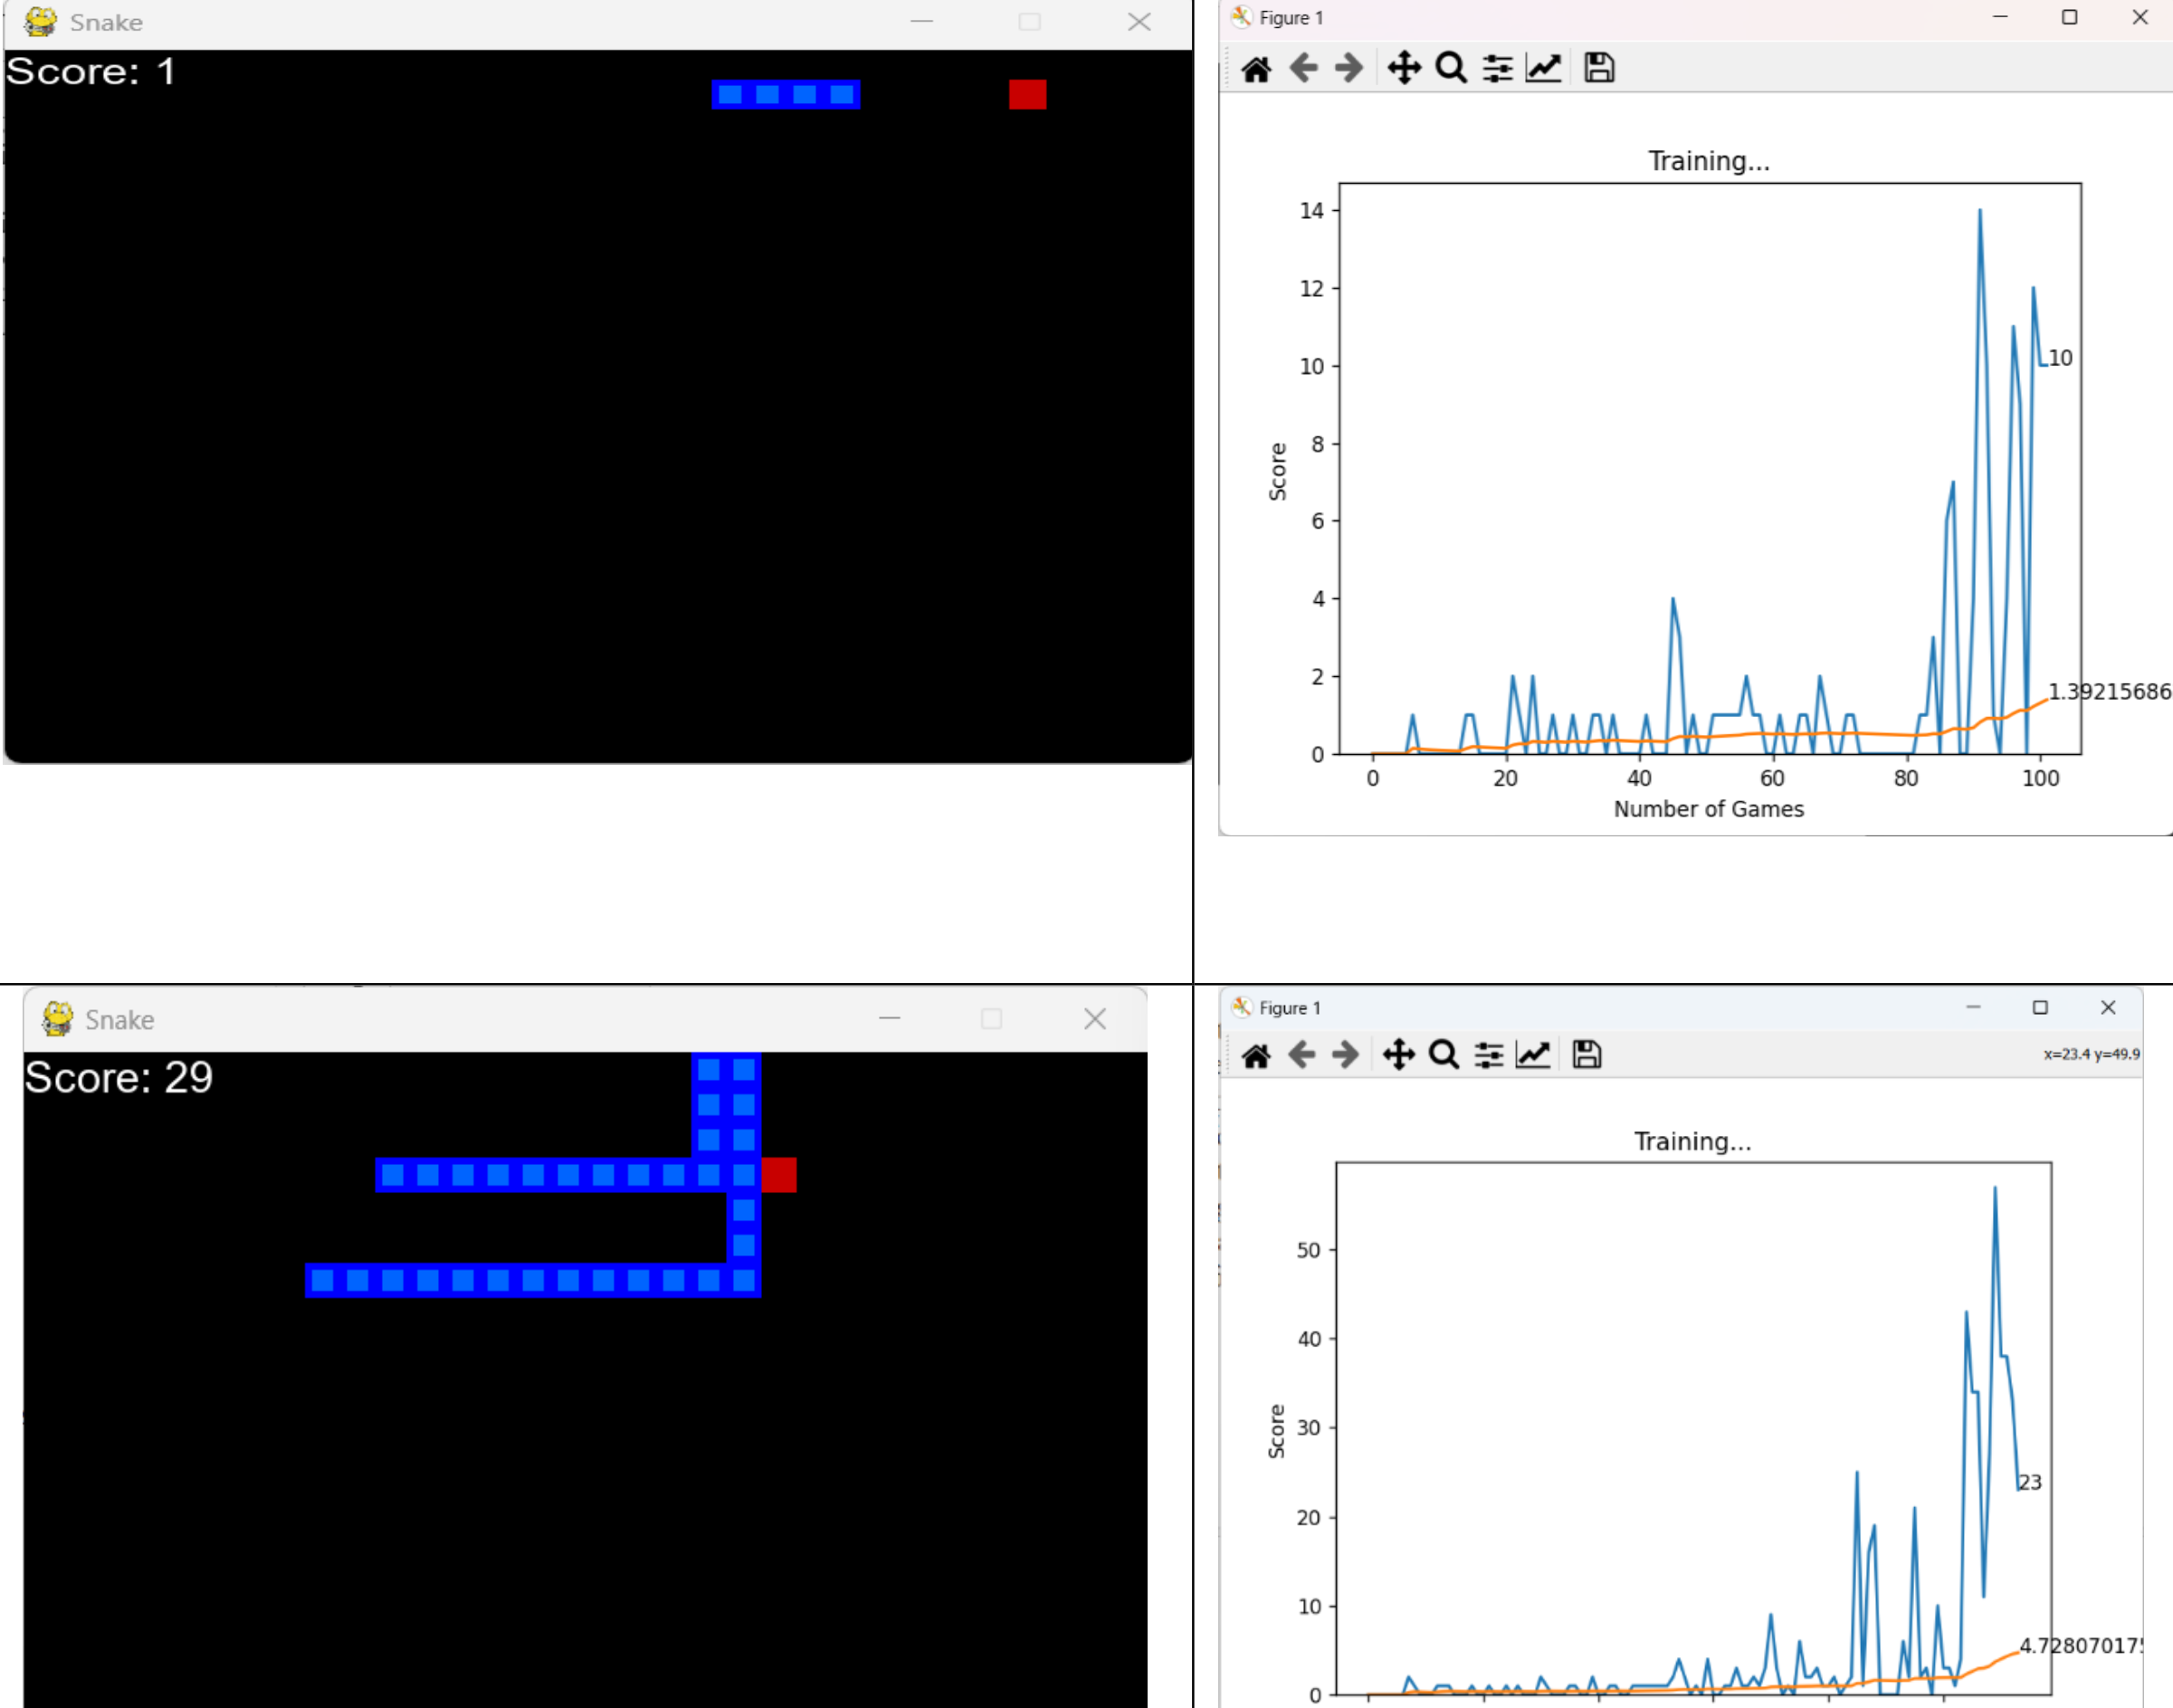 Snake
Score: 1
Figure 1
Training...
14
12
10
8
6
4
2
0
Score
10
1.39215686
0 20 40 60 80 100
Number of Games
Snake
Score: 29
Figure 1
x=23.4 y=49.9
Training...
50
40
30
20
10
0
Score
23
4.728070175